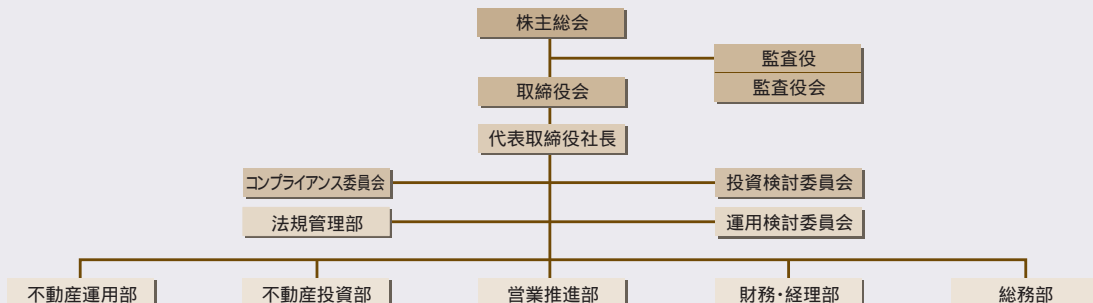 株主総会
監査役
監査役会
取締役会
代表取締役社長
コンプライアンス委員会
投資検討委員会
法規管理部
運用検討委員会
不動産運用部
不動産投資部
営業推進部
財務・経理部
総務部